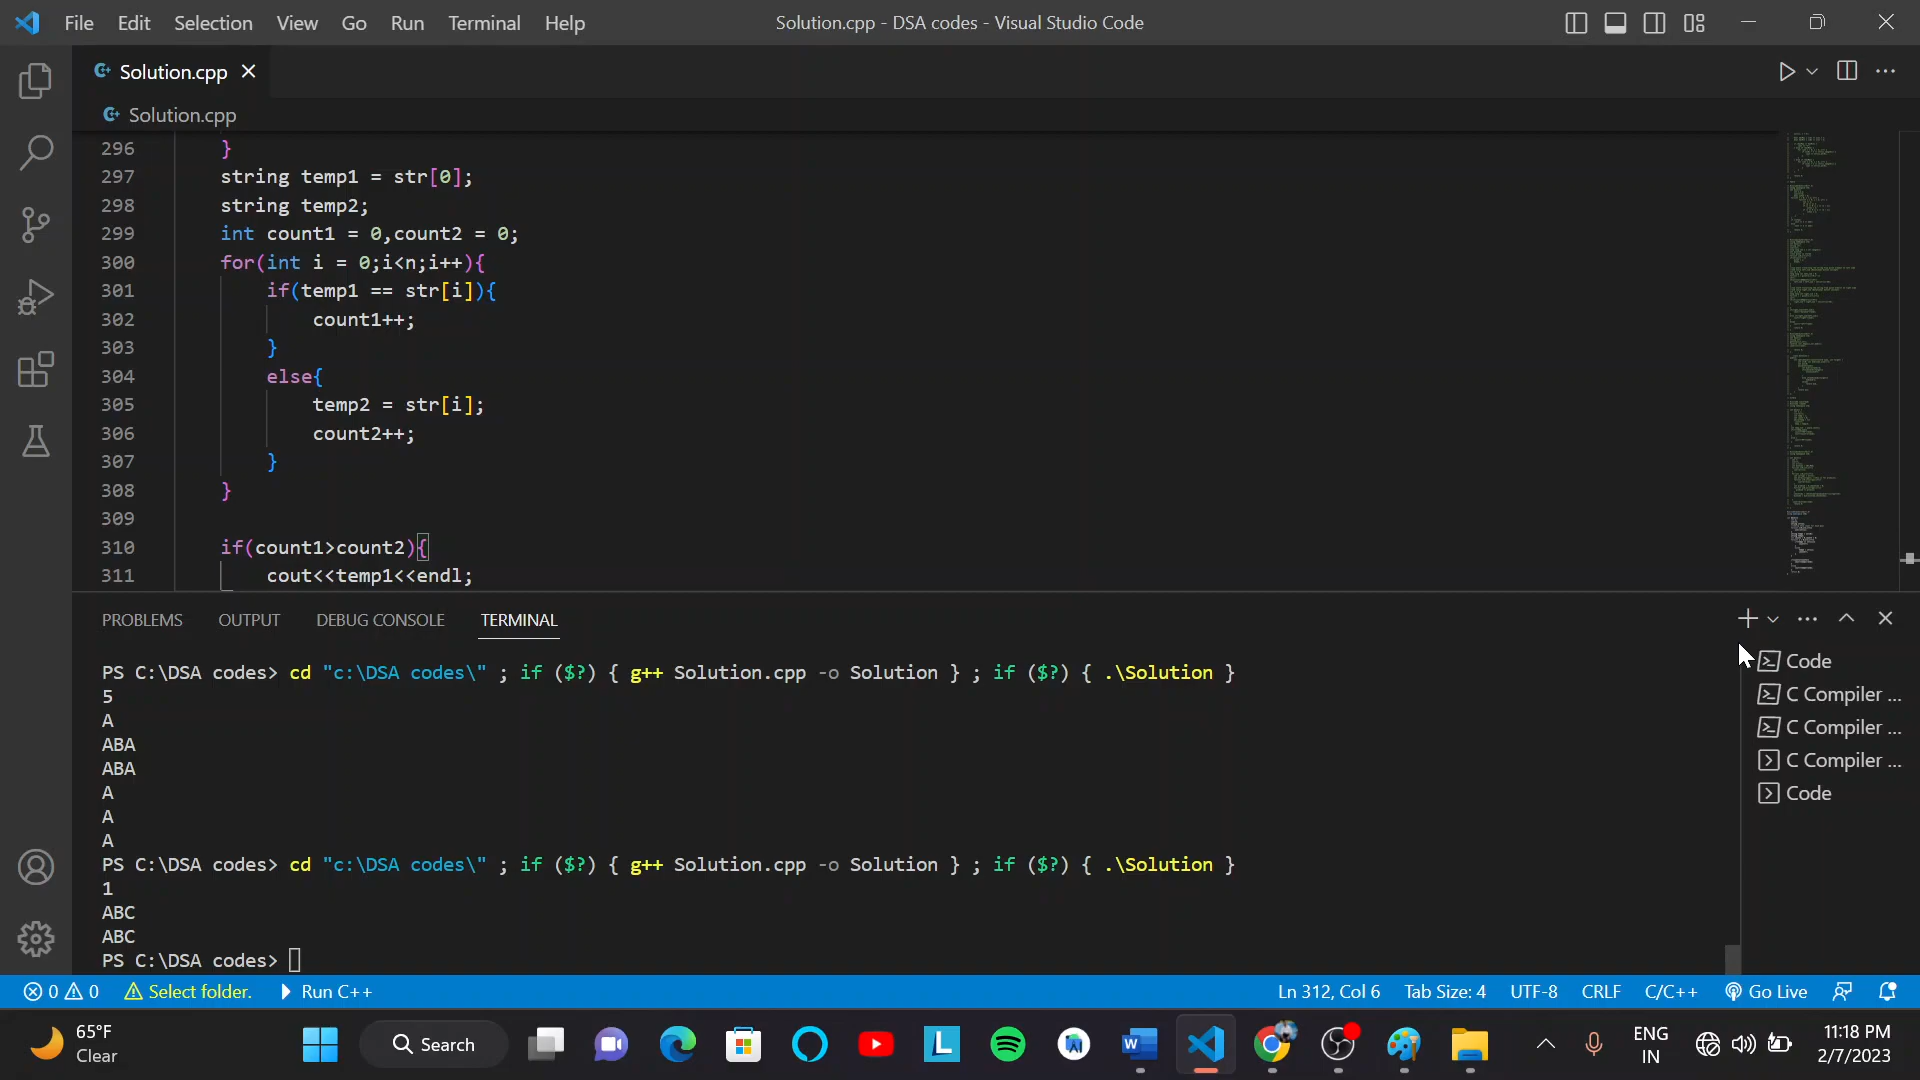 File Edit Selection View Go Run Terminal Help
Solution.cpp - DSA codes - Visual Studio Code
Solution.cpp
Solution.cpp
296 }
297 string temp1 = str[0];
298 string temp2;
299 int count1 = 0,count2 = 0;
300 for(int i = 0;i<n;i++){
301 if(temp1 == str[i]){
302 count1++;
303 }
304 else{
305 temp2 = str[i];
306 count2++;
307 }
308 }
309
310 if(count1>count2){
311 cout<<temp1<<endl;
PROBLEMS OUTPUT DEBUG CONSOLE TERMINAL
PS C:\DSA codes> cd "c:\DSA codes\" ; if ($?) { g++ Solution.cpp -o Solution } ; if ($?) { .\Solution }
5
A
ABA
ABA
A
A
A
PS C:\DSA codes> cd "c:\DSA codes\" ; if ($?) { g++ Solution.cpp -o Solution } ; if ($?) { .\Solution }
1
ABC
ABC
PS C:\DSA codes>
Code
C Compiler ...
C Compiler ...
C Compiler ...
Code
0 0 Select folder. Run C++
Ln 312, Col 6 Tab Size: 4 UTF-8 CRLF C/C++ Go Live
65°F
Clear
Search
ENG
IN
11:18 PM
2/7/2023